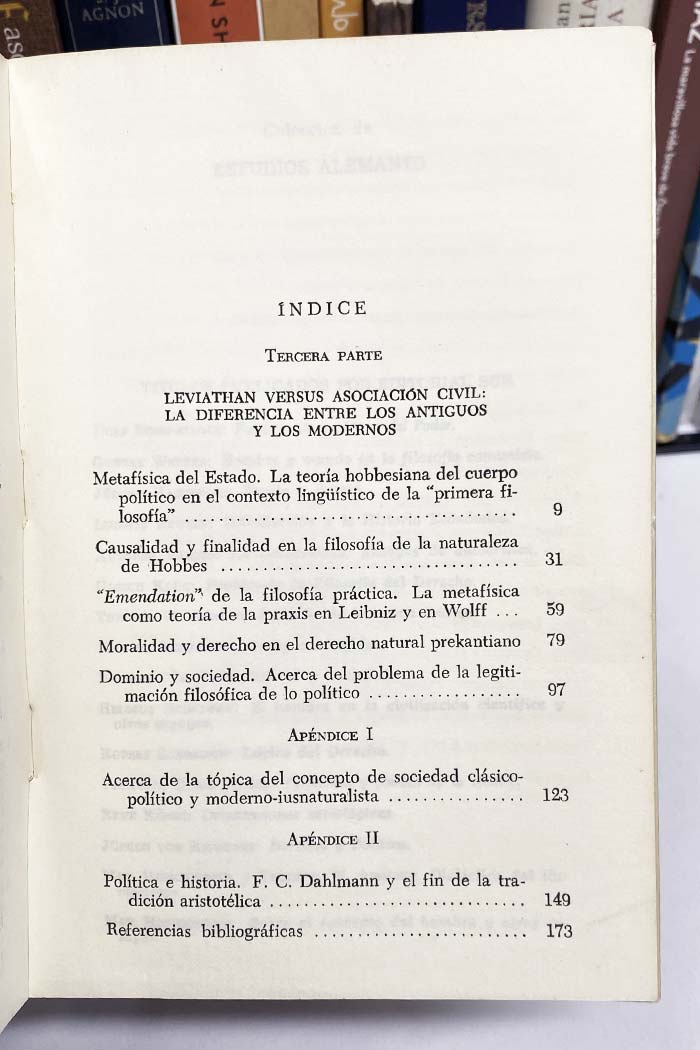 AGNON
Colección de
ESTUDIOS ALEMANES
ÍNDICE
TERCERA PARTE
LEVIATHAN VERSUS ASOCIACIÓN CIVIL:
LA DIFERENCIA ENTRE LOS ANTIGUOS
Y LOS MODERNOS
Metafísica del Estado. La teoría hobbesiana del cuerpo
político en el contexto lingüístico de la “primera fi-
losofía” ........................................ 9
Causalidad y finalidad en la filosofía de la naturaleza
de Hobbes .................................... 31
“Emendation” de la filosofía práctica. La metafísica
como teoría de la praxis en Leibniz y en Wolff ... 59
Moralidad y derecho en el derecho natural prekantiano 79
Dominio y sociedad. Acerca del problema de la legiti-
mación filosófica de lo político .................. 97
APÉNDICE I
Acerca de la tópica del concepto de sociedad clásico-
político y moderno-iusnaturalista ................ 123
APÉNDICE II
Política e historia. F. C. Dahlmann y el fin de la tra-
dición aristotélica .............................. 149
Referencias bibliográficas ......................... 173